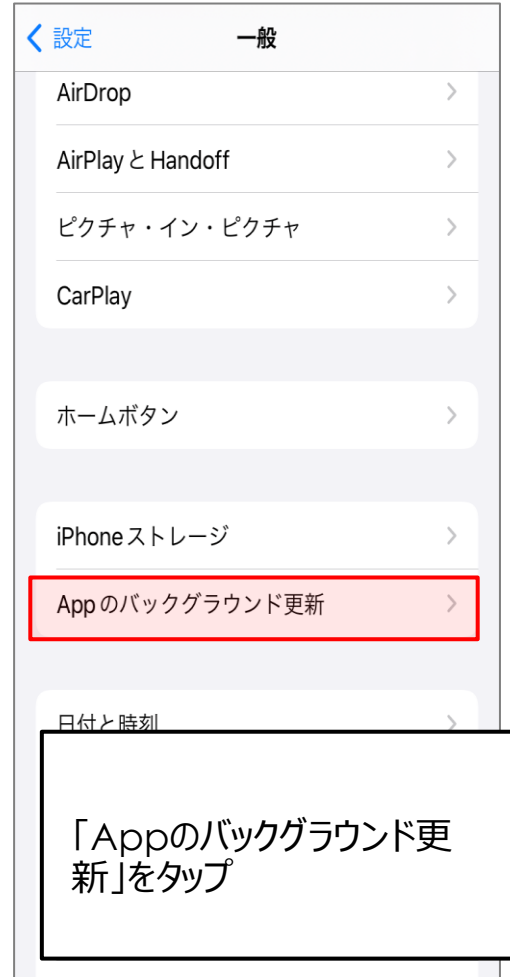 設定
一般
AirDrop
AirPlayとHandoff
ピクチャ・イン・ピクチャ
CarPlay
ホームボタン
iPhoneストレージ
Appのバックグラウンド更新
日付と時刻
「Appのバックグラウンド更
新」をタップ